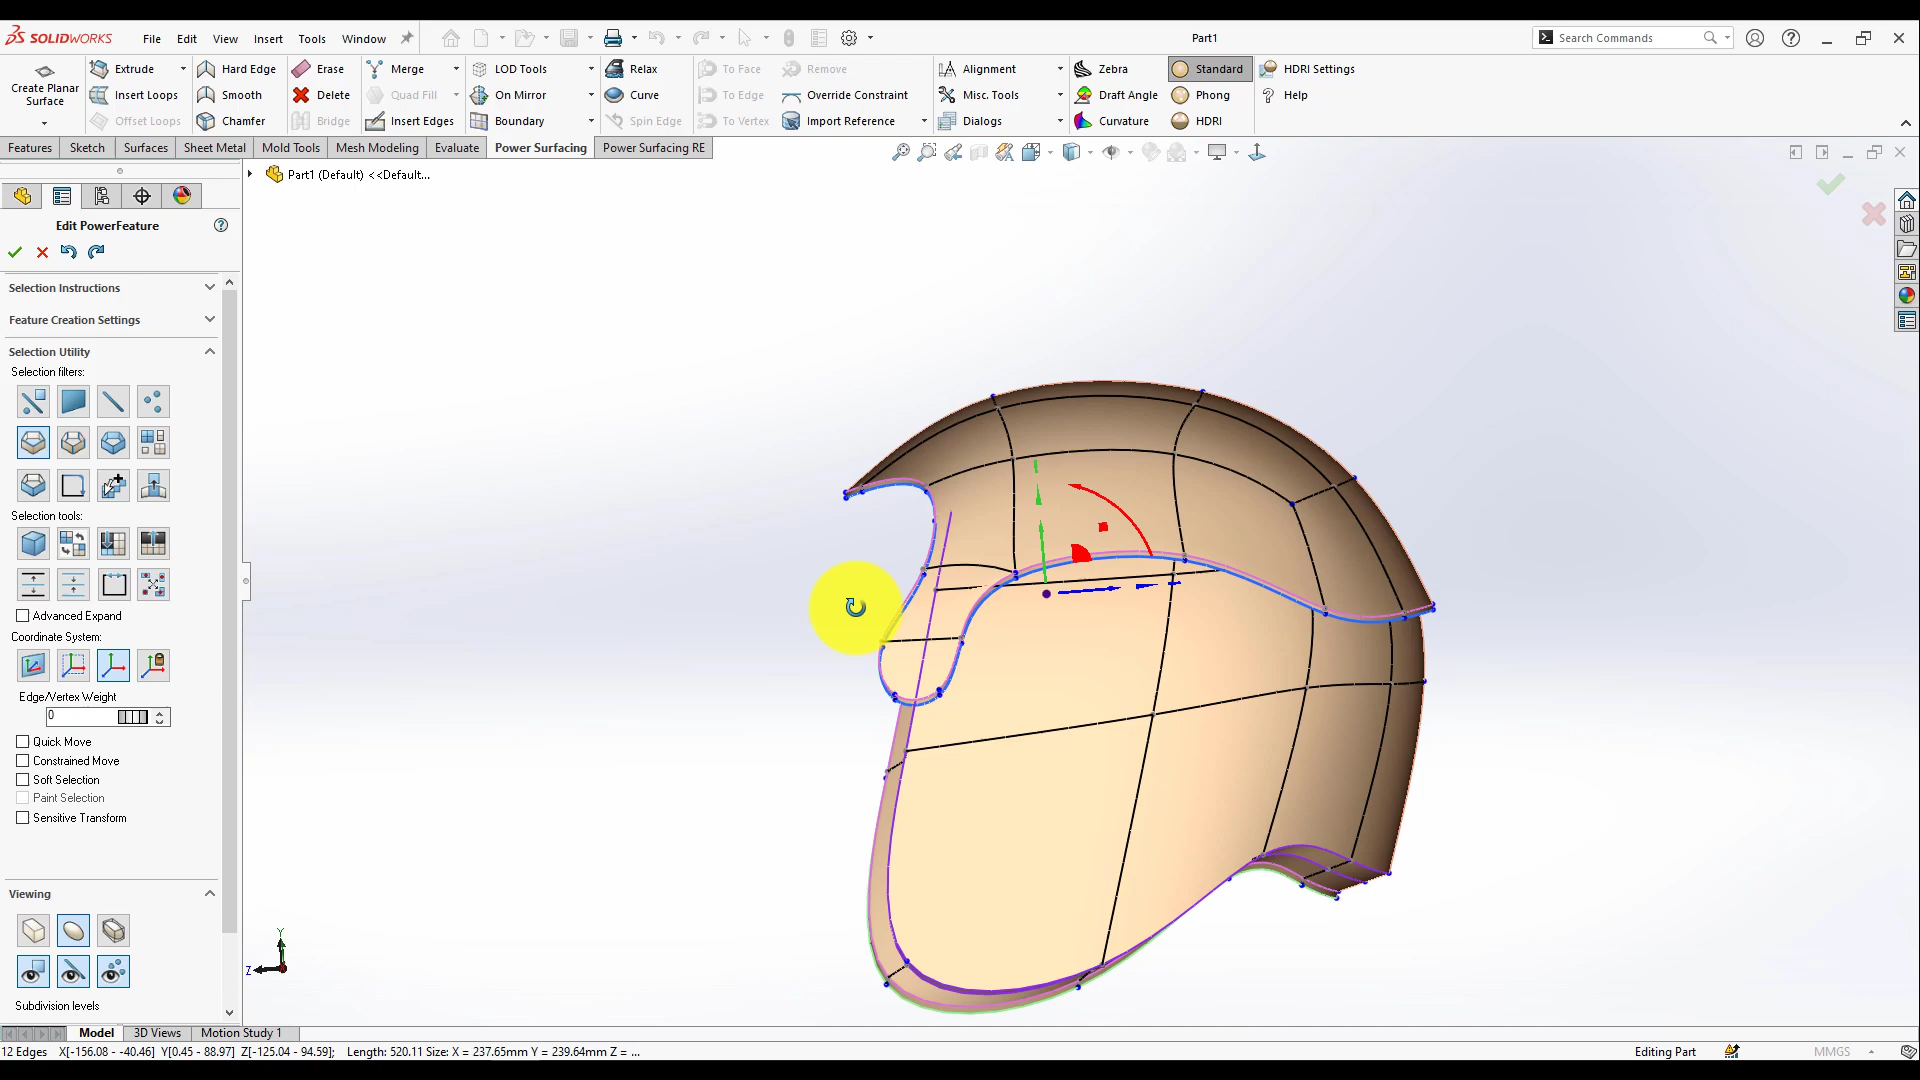 SOLIDWORKS File Edit View Insert Tools Window Part1 Search Commands
Create Planar Surface
Extrude Hard Edge Erase Merge LOD Tools Relax To Face Remove Alignment Zebra Standard HDRI Settings
Insert Loops Smooth Delete Quad Fill On Mirror Curve To Edge Override Constraint Misc. Tools Draft Angle Phong Help
Offset Loops Chamfer Bridge Insert Edges Boundary Spin Edge To Vertex Import Reference Dialogs Curvature HDRI
Features Sketch Surfaces Sheet Metal Mold Tools Mesh Modeling Evaluate Power Surfacing Power Surfacing RE
Part1 (Default) <<Default...
Edit PowerFeature
Selection Instructions
Feature Creation Settings
Selection Utility
Selection filters:
Selection tools:
Advanced Expand
Coordinate System:
Edge/Vertex Weight
0
Quick Move
Constrained Move
Soft Selection
Paint Selection
Sensitive Transform
Viewing
Y
Z
Subdivision levels
Model 3D Views Motion Study 1
12 Edges X[-156.08 - -40.46] Y[0.45 - 88.97] Z[-125.04 - 94.59]; Length: 520.11 Size: X = 237.65mm Y = 239.64mm Z = ... Editing Part MMGS